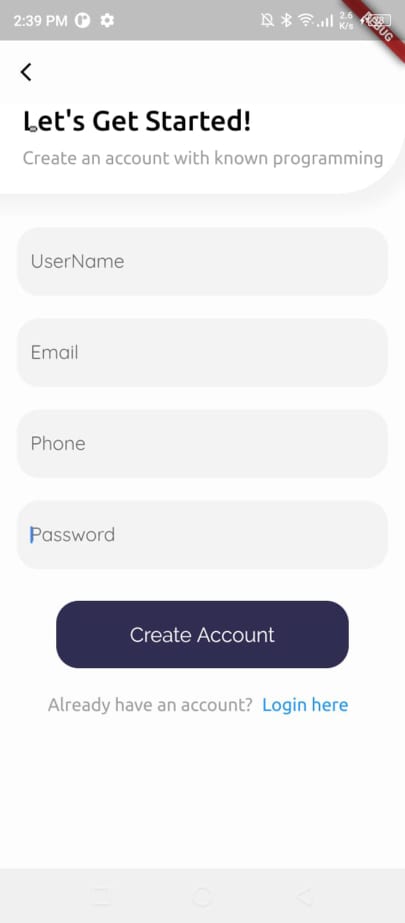 2:39 PM
2.6
K/s
DEBUG
Let's Get Started!
Create an account with known programming
UserName
Email
Phone
Password
Create Account
Already have an account? Login here